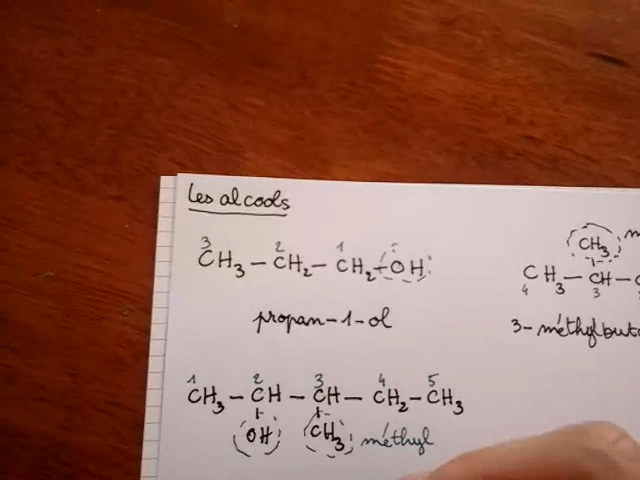 Les alcools
3 2 1
CH3 – CH2 – CH2 – OH
propan-1-ol
1 2 3 4 5
CH3 – CH – CH – CH2 – CH3
OH CH3 méthyl
CH3
CH3 – CH –
4 3
3-méthylbuta